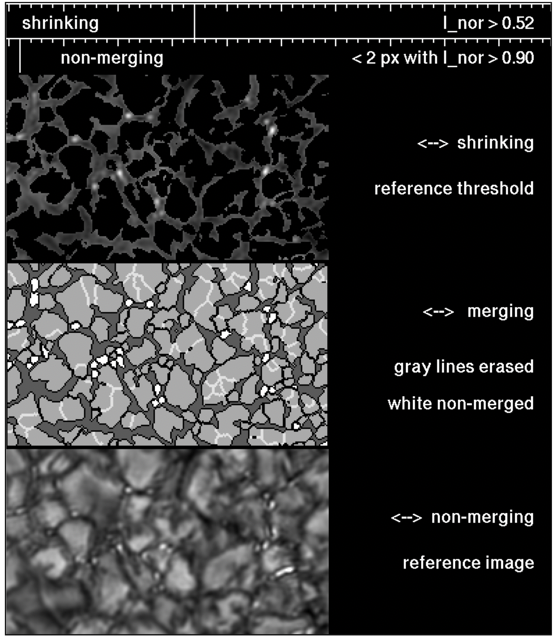 shrinking I_nor > 0.52
non-merging < 2 px with I_nor > 0.90
<--> shrinking
reference threshold
<--> merging
gray lines erased
white non-merged
<--> non-merging
reference image